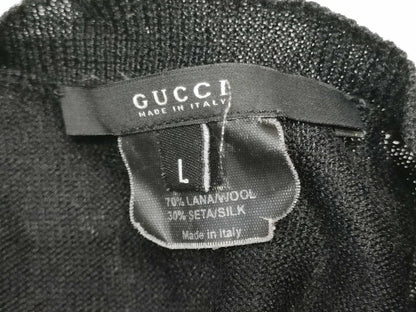 GUCCI
MADE IN ITALY
L
70% LANA/WOOL
30% SETA/SILK
Made in Italy